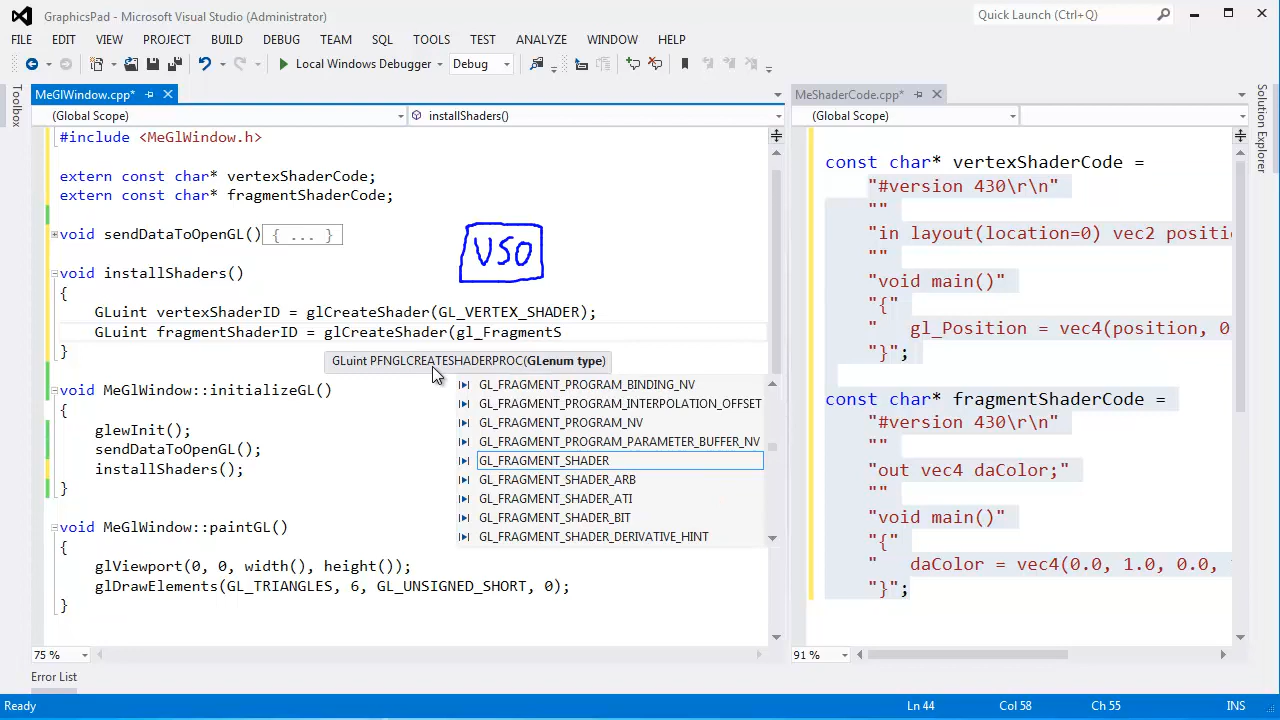 GraphicsPad - Microsoft Visual Studio (Administrator)
Quick Launch (Ctrl+Q)
FILE EDIT VIEW PROJECT BUILD DEBUG TEAM SQL TOOLS TEST ANALYZE WINDOW HELP
Local Windows Debugger Debug
Toolbox
MeGlWindow.cpp*
(Global Scope) installShaders()
#include <MeGlWindow.h>
extern const char* vertexShaderCode;
extern const char* fragmentShaderCode;
void sendDataToOpenGL(){ ... }
VSO
void installShaders()
{
GLuint vertexShaderID = glCreateShader(GL_VERTEX_SHADER);
GLuint fragmentShaderID = glCreateShader(gl_FragmentS
}
GLuint PFNGLCREATESHADERPROC(GLenum type)
GL_FRAGMENT_PROGRAM_BINDING_NV
GL_FRAGMENT_PROGRAM_INTERPOLATION_OFFSET
GL_FRAGMENT_PROGRAM_NV
GL_FRAGMENT_PROGRAM_PARAMETER_BUFFER_NV
GL_FRAGMENT_SHADER
GL_FRAGMENT_SHADER_ARB
GL_FRAGMENT_SHADER_ATI
GL_FRAGMENT_SHADER_BIT
GL_FRAGMENT_SHADER_DERIVATIVE_HINT
void MeGlWindow::initializeGL()
{
glewInit();
sendDataToOpenGL();
installShaders();
}
void MeGlWindow::paintGL()
{
glViewport(0, 0, width(), height());
glDrawElements(GL_TRIANGLES, 6, GL_UNSIGNED_SHORT, 0);
}
75 %
MeShaderCode.cpp*
(Global Scope)
const char* vertexShaderCode =
"#version 430\r\n"
""
"in layout(location=0) vec2 positio
""
"void main()"
"{"
" gl_Position = vec4(position, 0
"}";
const char* fragmentShaderCode =
"#version 430\r\n"
""
"out vec4 daColor;"
""
"void main()"
"{"
" daColor = vec4(0.0, 1.0, 0.0,
"}";
91 %
Solution Explorer
Error List
Ready Ln 44 Col 58 Ch 55 INS